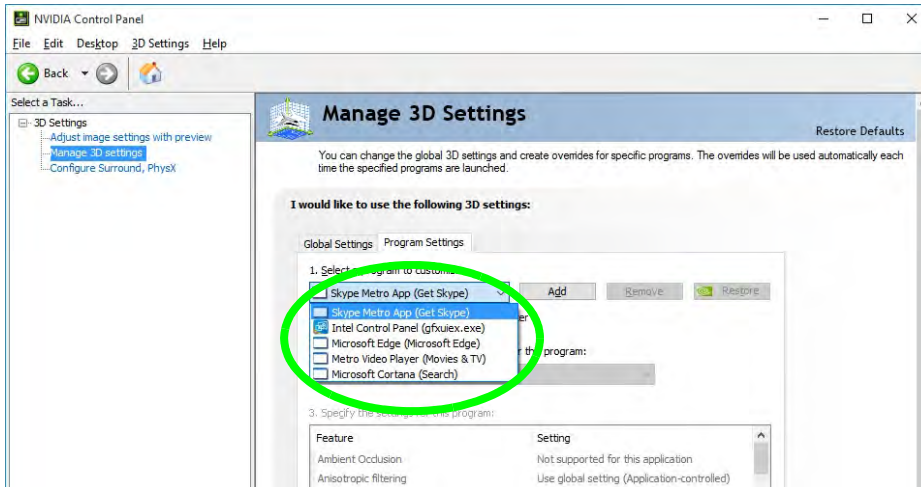 NVIDIA Control Panel
File Edit Desktop 3D Settings Help
Back
Select a Task...
3D Settings
Adjust image settings with preview
Manage 3D settings
Configure Surround, PhysX
Manage 3D Settings
Restore Defaults
You can change the global 3D settings and create overrides for specific programs. The overrides will be used automatically each
time the specified programs are launched.
I would like to use the following 3D settings:
Global Settings Program Settings
1. Select a program to customize
Skype Metro App (Get Skype) Add Remove Restore
Skype Metro App (Get Skype)
Intel Control Panel (gfxuiex.exe)
Microsoft Edge (Microsoft Edge)
Metro Video Player (Movies & TV)
Microsoft Cortana (Search)
program:
3. Specify the settings for this program:
Feature Setting
Ambient Occlusion Not supported for this application
Anisotropic filtering Use global setting (Application-controlled)